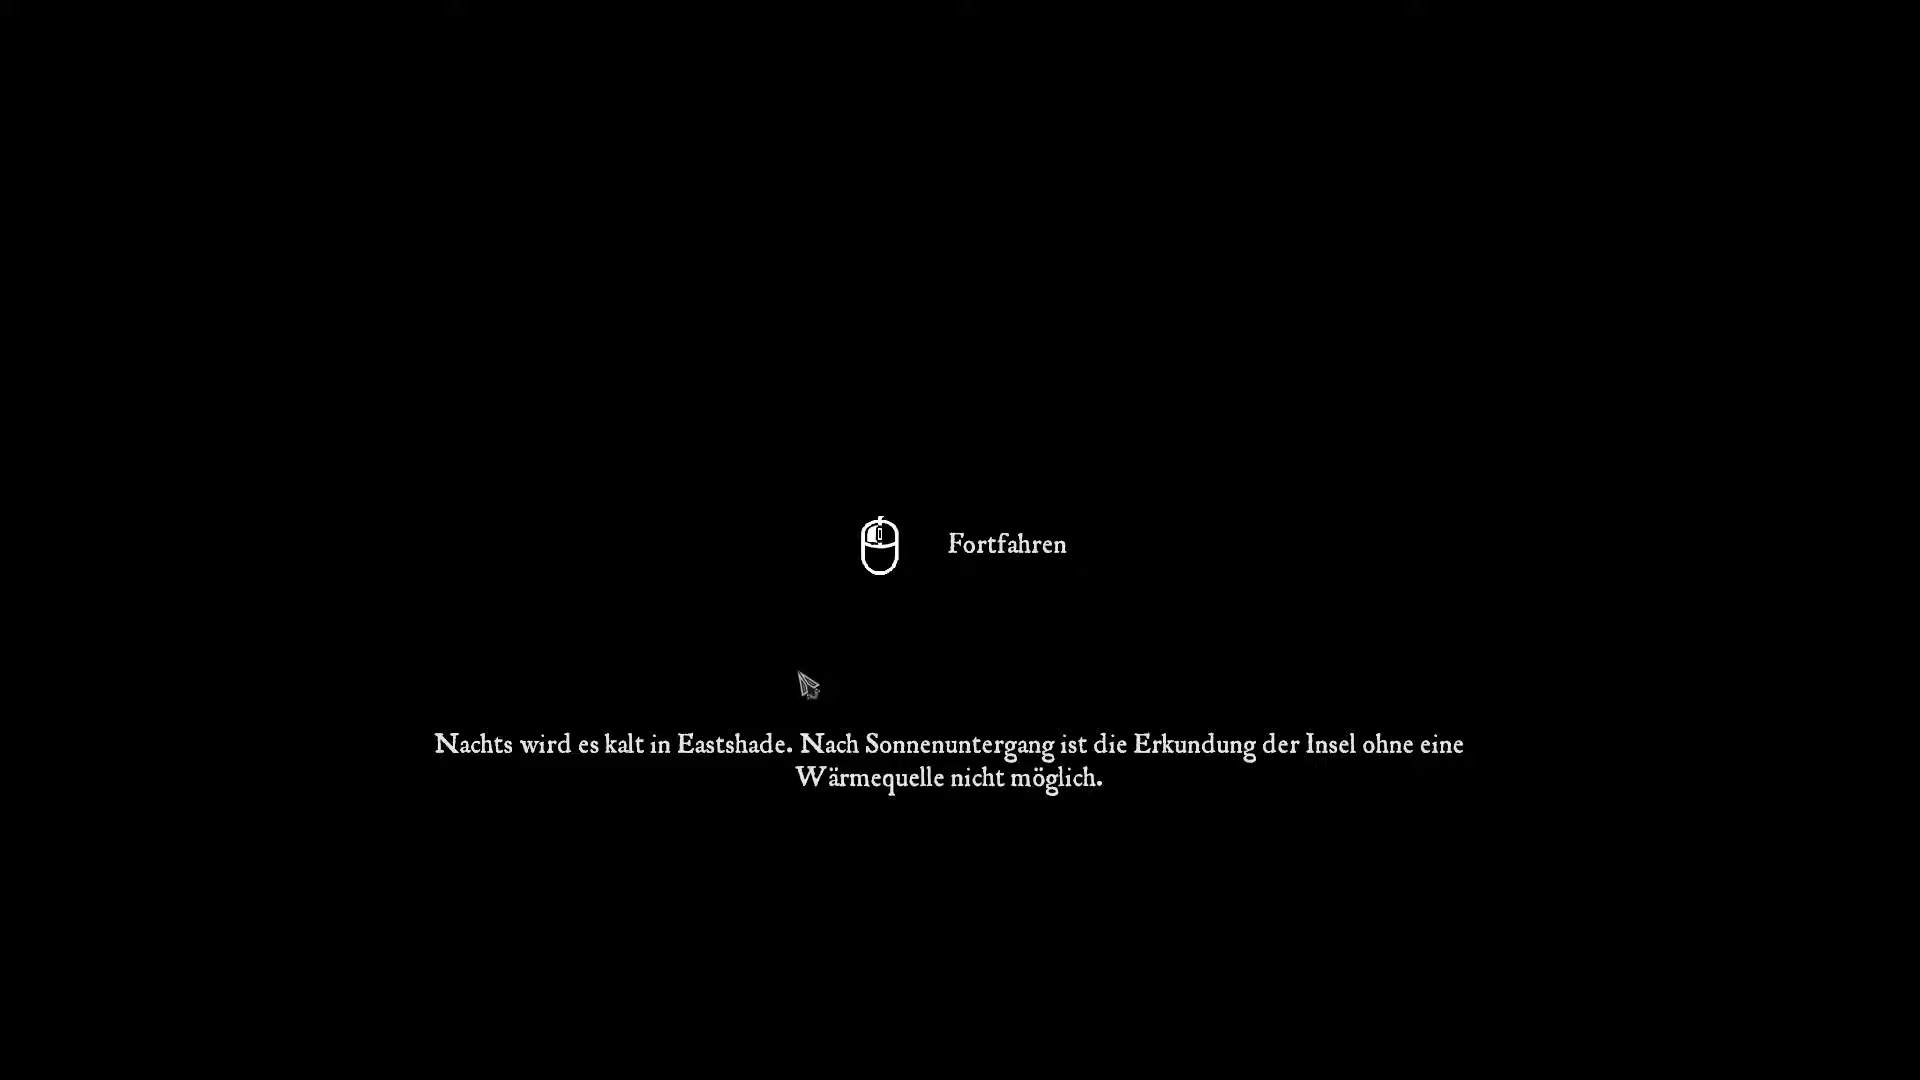 Fortfahren
Nachts wird es kalt in Eastshade. Nach Sonnenuntergang ist die Erkundung der Insel ohne eine
Wärmequelle nicht möglich.